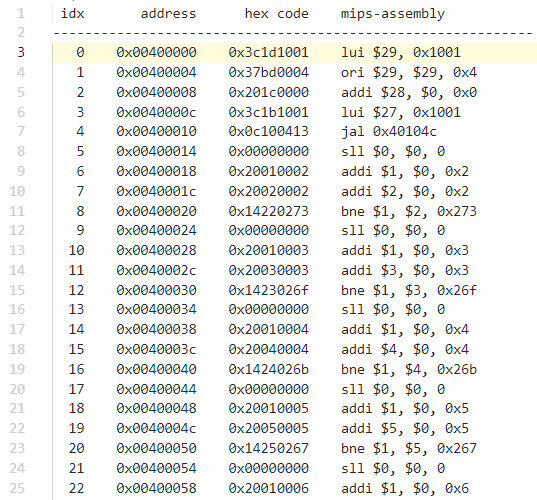 1 idx address hex code mips-assembly
2 --------------------------------------------------------
3 0 0x00400000 0x3c1d1001 lui $29, 0x1001
4 1 0x00400004 0x37bd0004 ori $29, $29, 0x4
5 2 0x00400008 0x201c0000 addi $28, $0, 0x0
6 3 0x0040000c 0x3c1b1001 lui $27, 0x1001
7 4 0x00400010 0x0c100413 jal 0x40104c
8 5 0x00400014 0x00000000 sll $0, $0, 0
9 6 0x00400018 0x20010002 addi $1, $0, 0x2
10 7 0x0040001c 0x20020002 addi $2, $0, 0x2
11 8 0x00400020 0x14220273 bne $1, $2, 0x273
12 9 0x00400024 0x00000000 sll $0, $0, 0
13 10 0x00400028 0x20010003 addi $1, $0, 0x3
14 11 0x0040002c 0x20030003 addi $3, $0, 0x3
15 12 0x00400030 0x1423026f bne $1, $3, 0x26f
16 13 0x00400034 0x00000000 sll $0, $0, 0
17 14 0x00400038 0x20010004 addi $1, $0, 0x4
18 15 0x0040003c 0x20040004 addi $4, $0, 0x4
19 16 0x00400040 0x1424026b bne $1, $4, 0x26b
20 17 0x00400044 0x00000000 sll $0, $0, 0
21 18 0x00400048 0x20010005 addi $1, $0, 0x5
22 19 0x0040004c 0x20050005 addi $5, $0, 0x5
23 20 0x00400050 0x14250267 bne $1, $5, 0x267
24 21 0x00400054 0x00000000 sll $0, $0, 0
25 22 0x00400058 0x20010006 addi $1, $0, 0x6